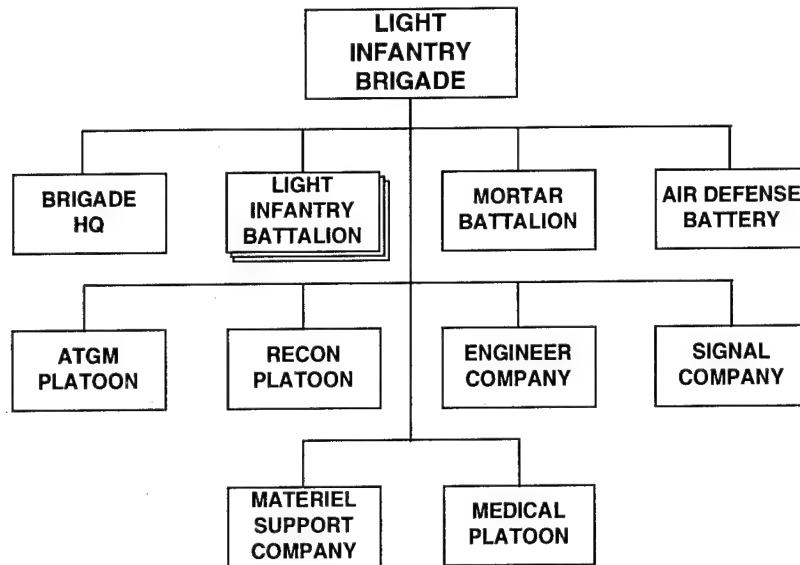 LIGHT
INFANTRY
BRIGADE
BRIGADE
HQ
LIGHT
INFANTRY
BATTALION
MORTAR
BATTALION
AIR DEFENSE
BATTERY
ATGM
PLATOON
RECON
PLATOON
ENGINEER
COMPANY
SIGNAL
COMPANY
MATERIEL
SUPPORT
COMPANY
MEDICAL
PLATOON